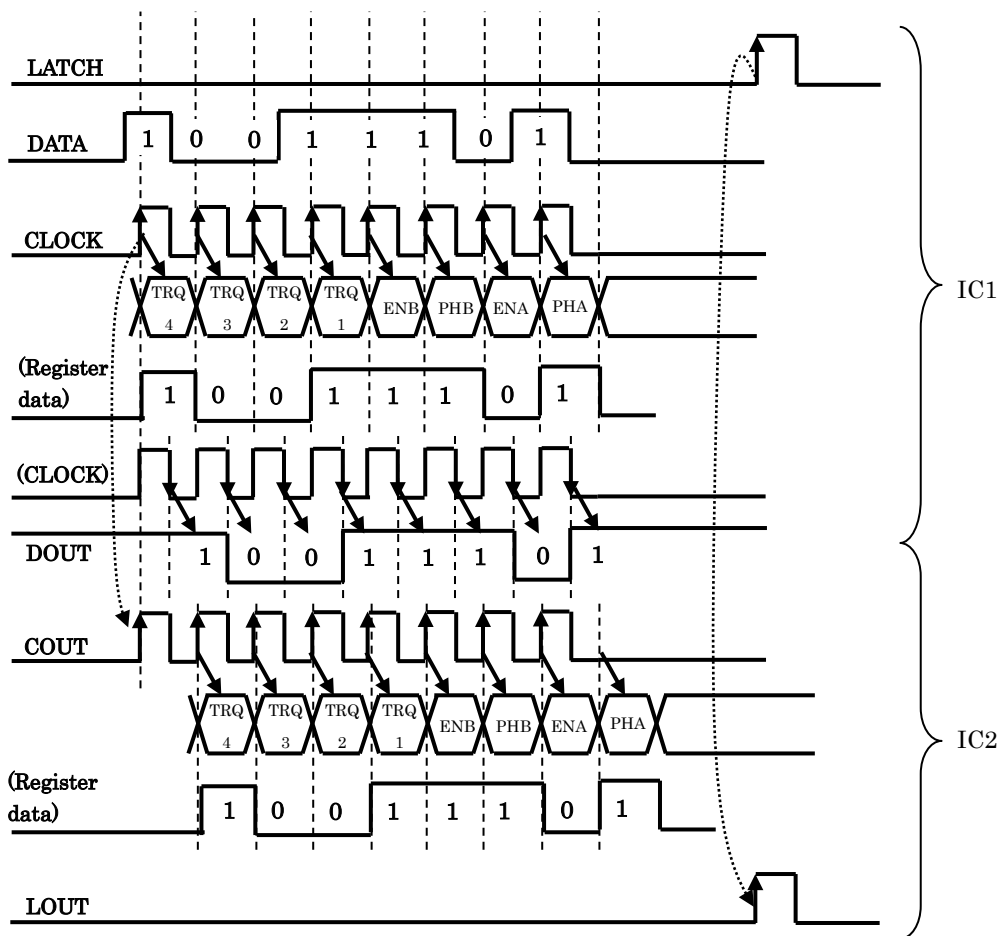 LATCH
DATA
1 0 0 1 1 1 0 1
CLOCK
TRQ 4 TRQ 3 TRQ 2 TRQ 1 ENB PHB ENA PHA
IC1
(Register data)
1 0 0 1 1 1 0 1
(CLOCK)
DOUT
1 0 0 1 1 1 0 1
COUT
TRQ 4 TRQ 3 TRQ 2 TRQ 1 ENB PHB ENA PHA
IC2
(Register data)
1 0 0 1 1 1 0 1
LOUT